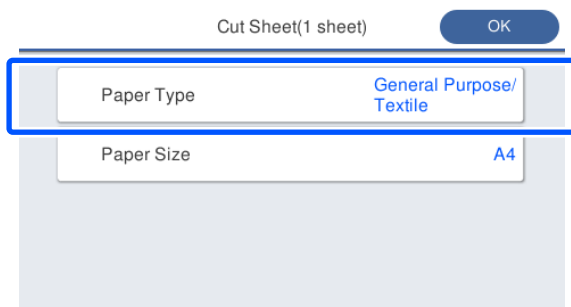 Cut Sheet(1 sheet)
OK
Paper Type
General Purpose/
Textile
Paper Size
A4